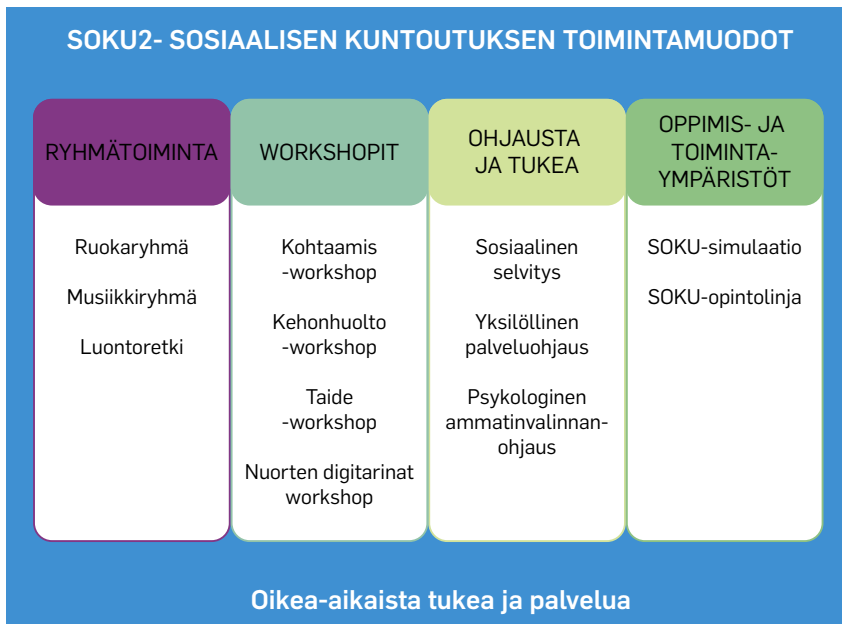 SOKU2- SOSIAALISEN KUNTOUTUKSEN TOIMINTAMUODOT
RYHMÄTOIMINTA
Ruokaryhmä
Musiikkiryhmä
Luontoretki
WORKSHOPIT
Kohtaamis
-workshop
Kehonhuolto
-workshop
Taide
-workshop
Nuorten digitarinat
workshop
OHJAUSTA
JA TUKEA
Sosiaalinen
selvitys
Yksilöllinen
palveluohjaus
Psykologinen
ammatinvalinnan-
ohjaus
OPPIMIS- JA
TOIMINTA-
YMPÄRISTÖT
SOKU-simulaatio
SOKU-opintolinja
Oikea-aikaista tukea ja palvelua